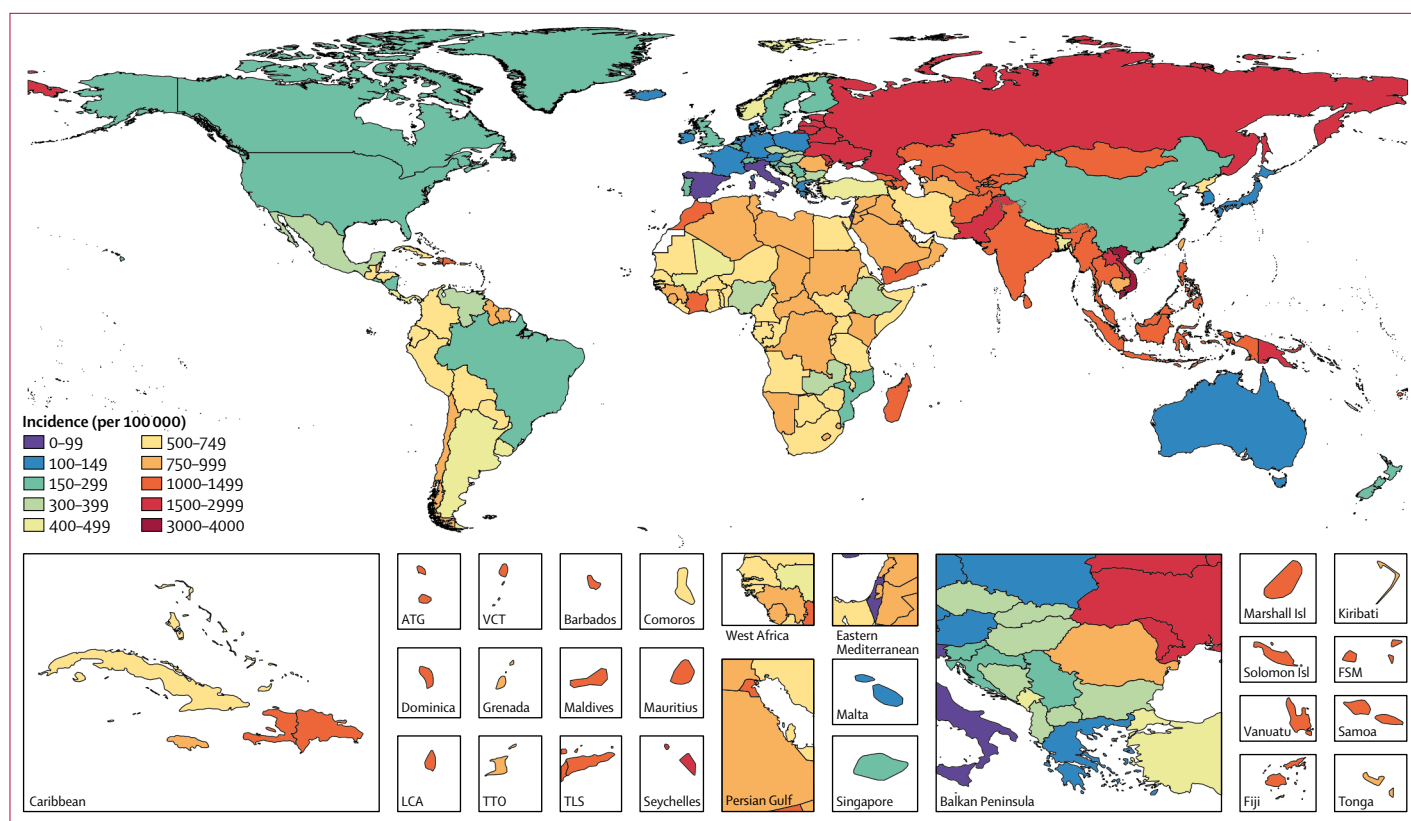 Incidence (per 100 000)
0–99
100–149
150–299
300–399
400–499
500–749
750–999
1000–1499
1500–2999
3000–4000
Caribbean
ATG
VCT
Barbados
Comoros
Dominica
Grenada
Maldives
Mauritius
LCA
TTO
TLS
Seychelles
West Africa
Eastern
Mediterranean
Persian Gulf
Malta
Singapore
Balkan Peninsula
Marshall Isl
Kiribati
Solomon Isl
FSM
Vanuatu
Samoa
Fiji
Tonga